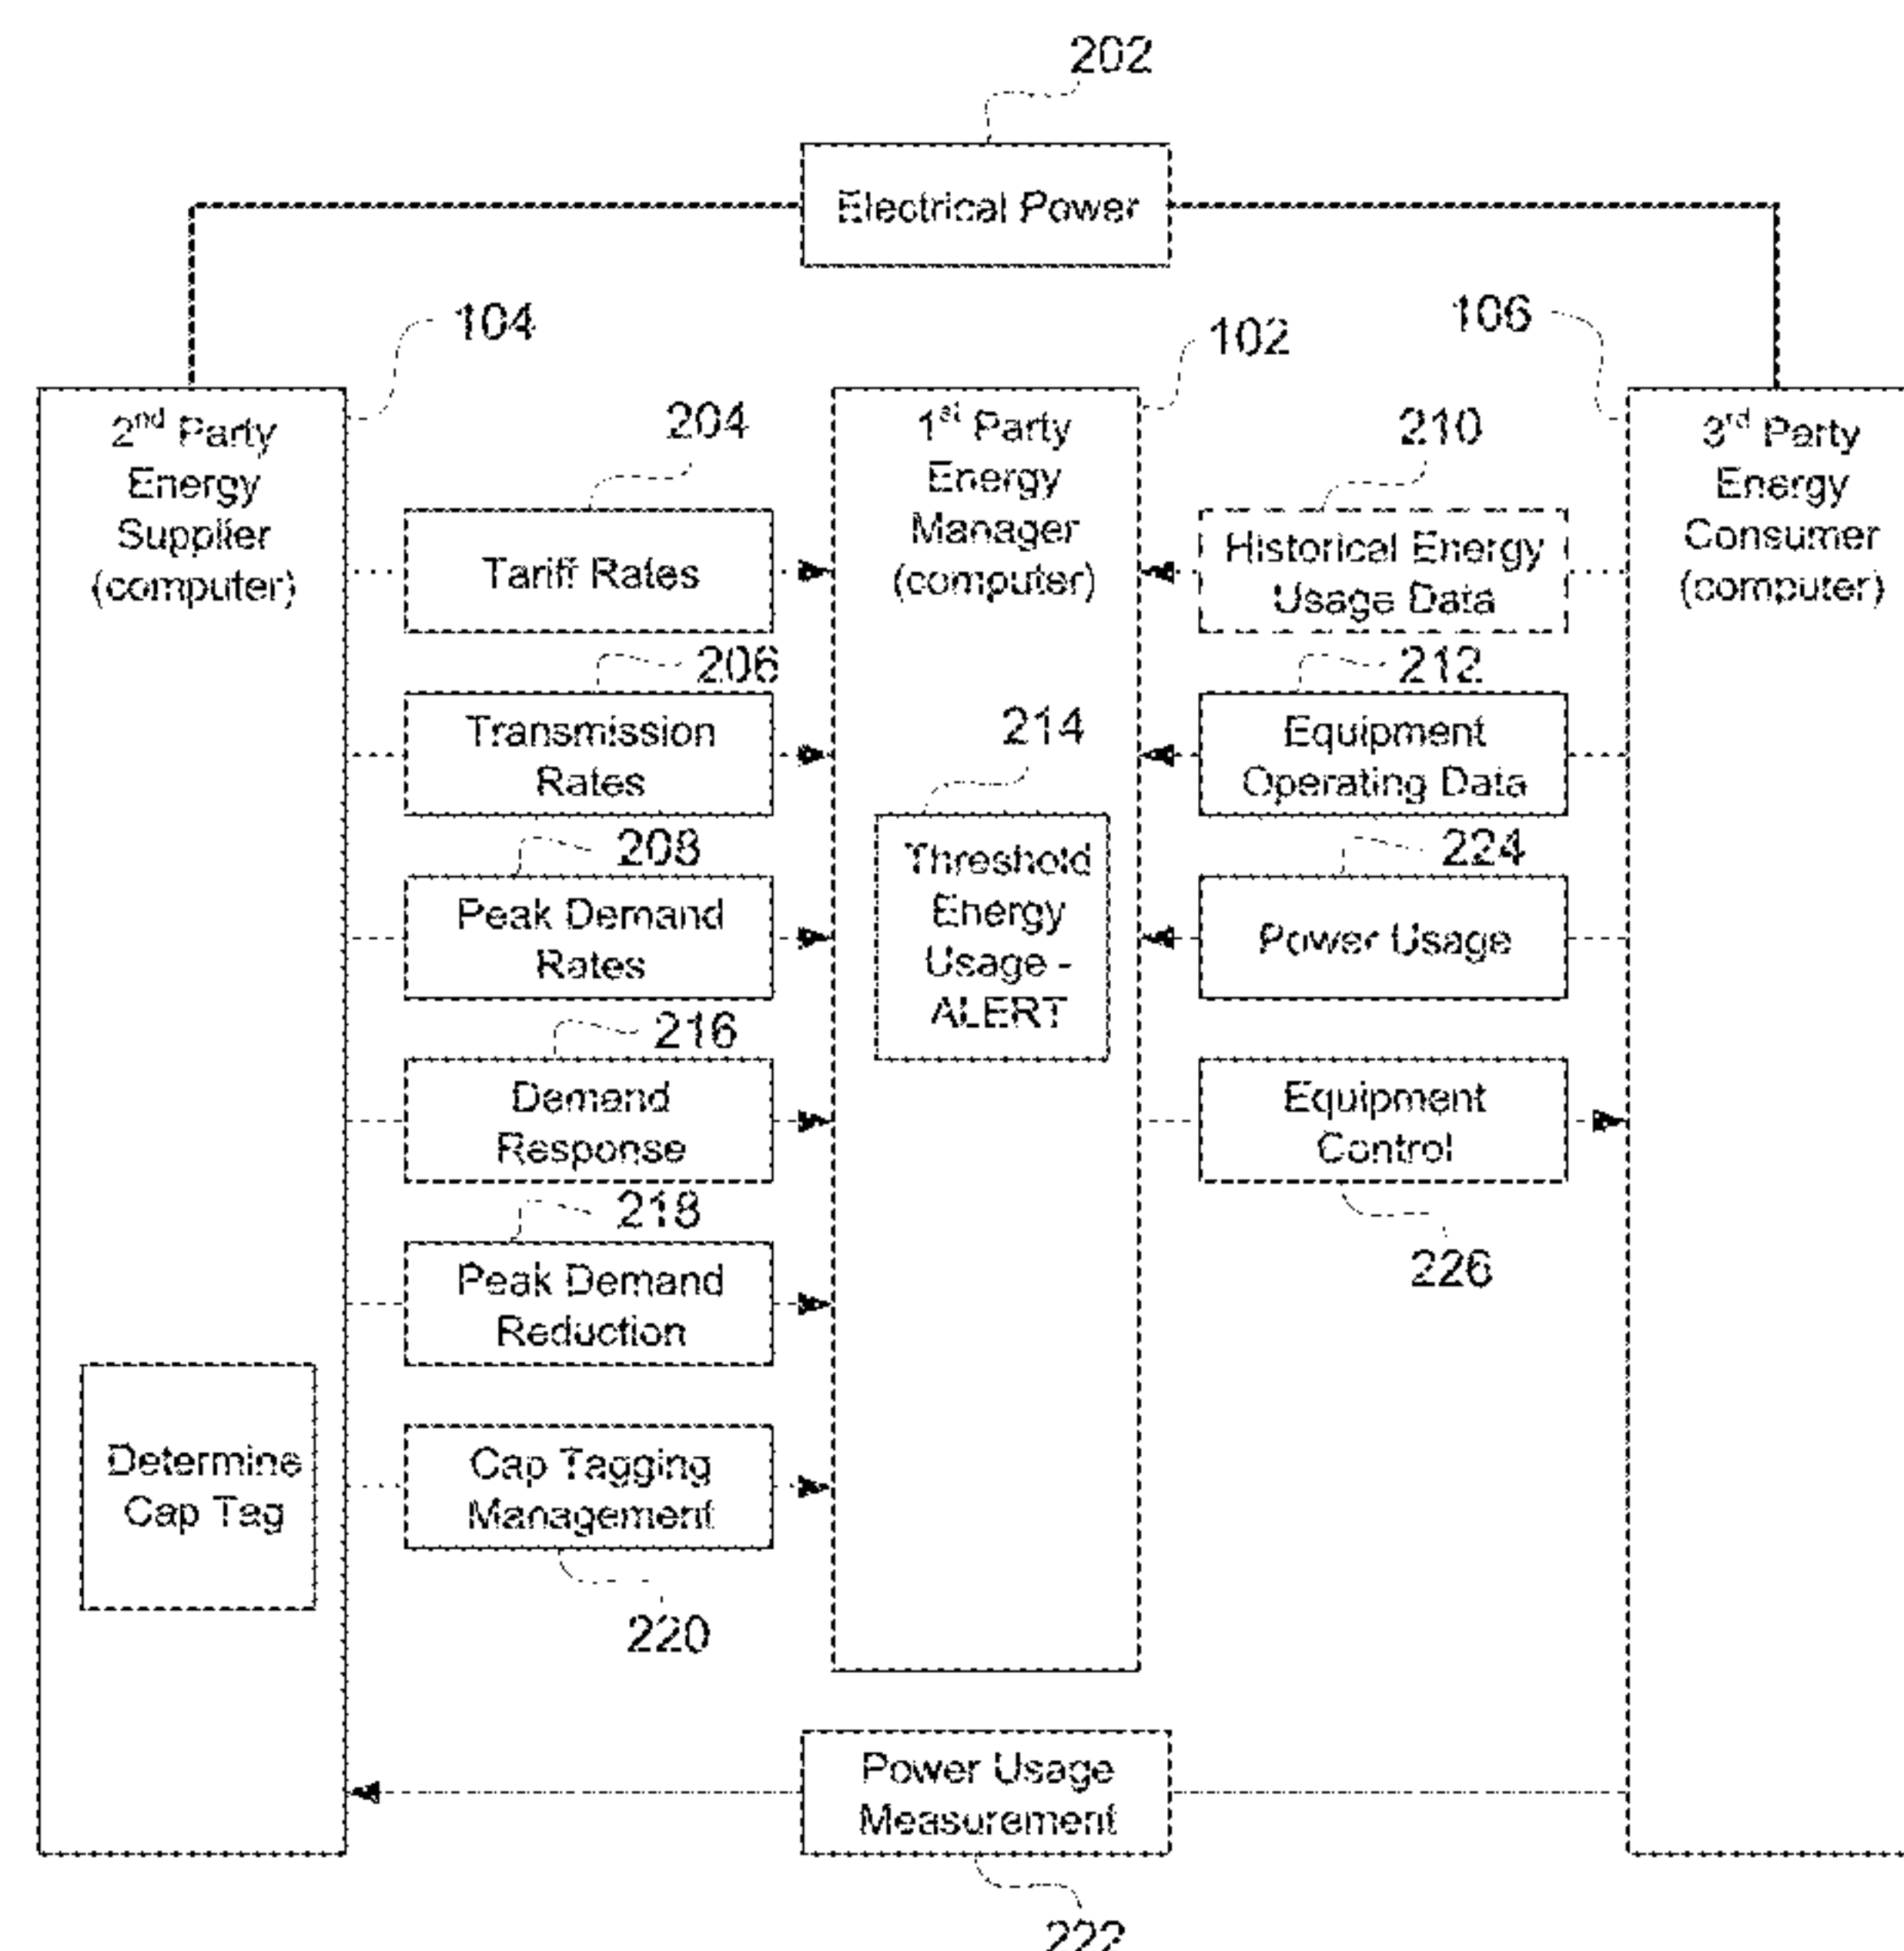 202
Electrical Power
104
102
106
2nd Party
Energy
Supplier
(computer)
204
Tariff Rates
206
Transmission
Rates
208
Peak Demand
Rates
216
Demand
Response
218
Peak Demand
Reduction
Determine
Cap Tag
Cap Tagging
Management
220
1st Party
Energy
Manager
(computer)
214
Threshold
Energy
Usage -
ALERT
210
Historical Energy
Usage Data
212
Equipment
Operating Data
224
Power Usage
Equipment
Control
226
3rd Party
Energy
Consumer
(computer)
Power Usage
Measurement
222